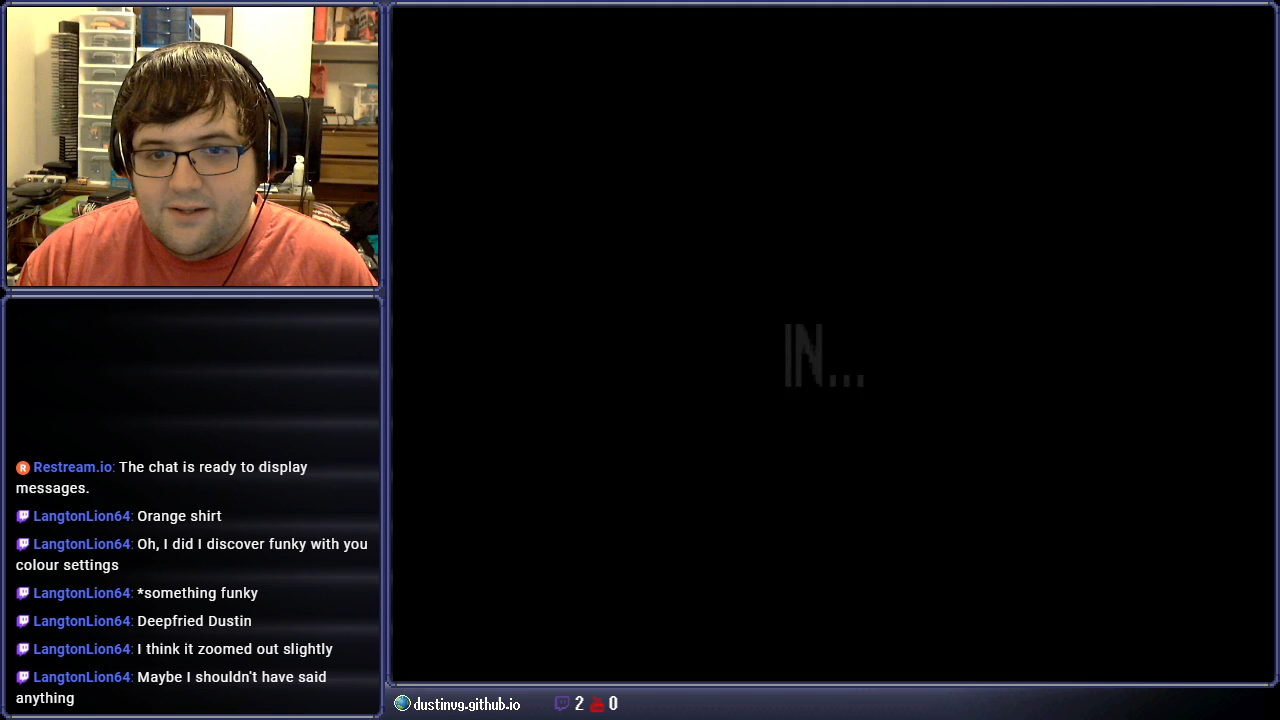 IN...
Restream.io: The chat is ready to display
messages.
LangtonLion64: Orange shirt
LangtonLion64: Oh, I did I discover funky with you
colour settings
LangtonLion64: *something funky
LangtonLion64: Deepfried Dustin
LangtonLion64: I think it zoomed out slightly
LangtonLion64: Maybe I shouldn't have said
anything
dustinvg.github.io 2 0